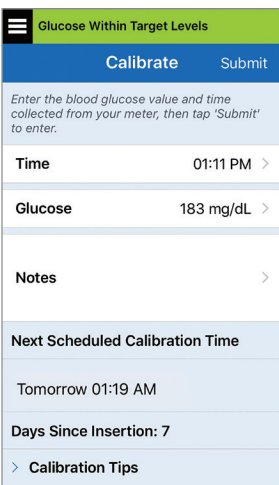 Glucose Within Target Levels
Calibrate Submit
Enter the blood glucose value and time
collected from your meter, then tap 'Submit'
to enter.
Time 01:11 PM >
Glucose 183 mg/dL >
Notes >
Next Scheduled Calibration Time
Tomorrow 01:19 AM
Days Since Insertion: 7
> Calibration Tips